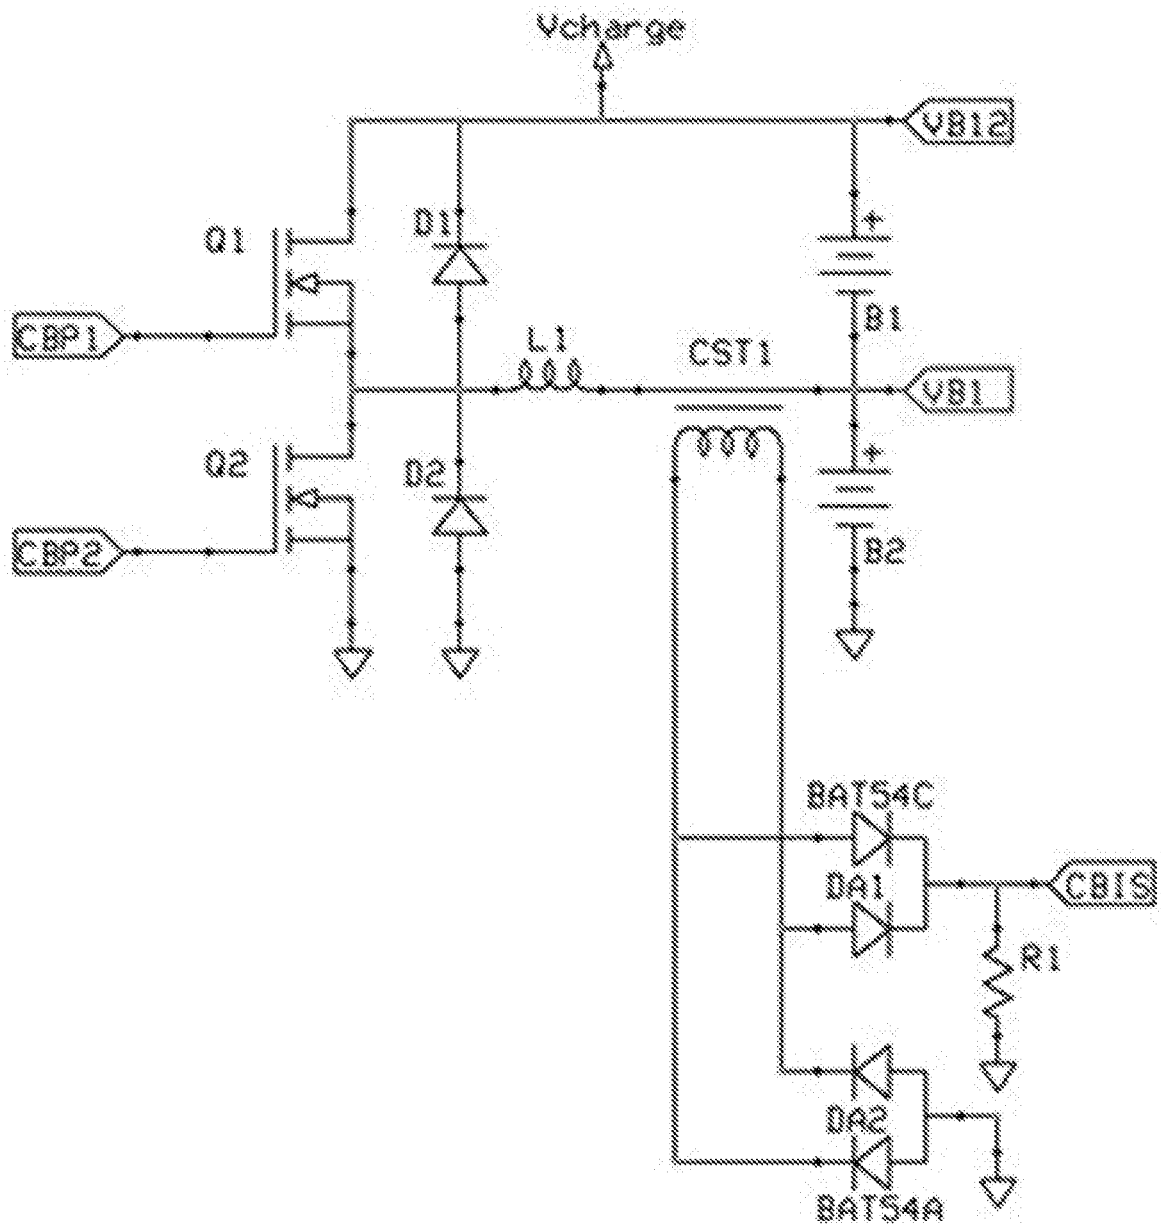 Vcharge
VB12
Q1
D1
+
B1
CBP1
L1
CST1
VB1
Q2
D2
+
B2
CBP2
BAT54C
DA1
CBIS
R1
DA2
BAT54A